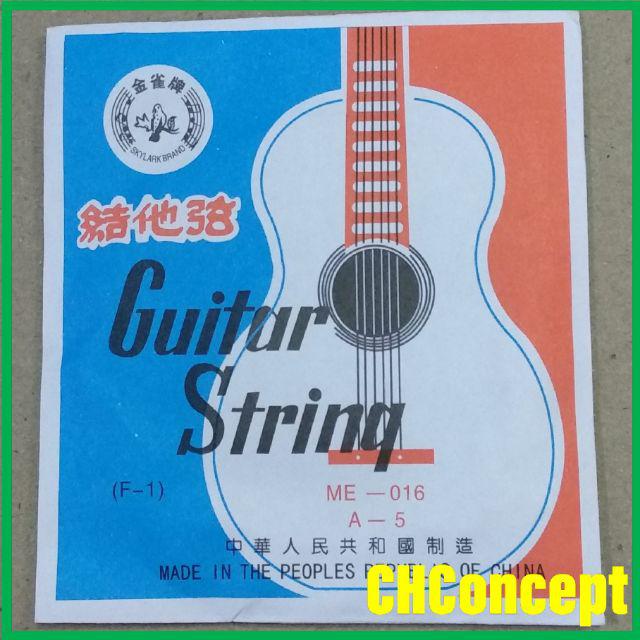 金雀牌
SKYLARK BRAND
結他弦
Guitar
String
(F-1)
ME — 016
A — 5
中華人民共和國制造
MADE IN THE PEOPLES REPUBLIC OF CHINA
CHConcept